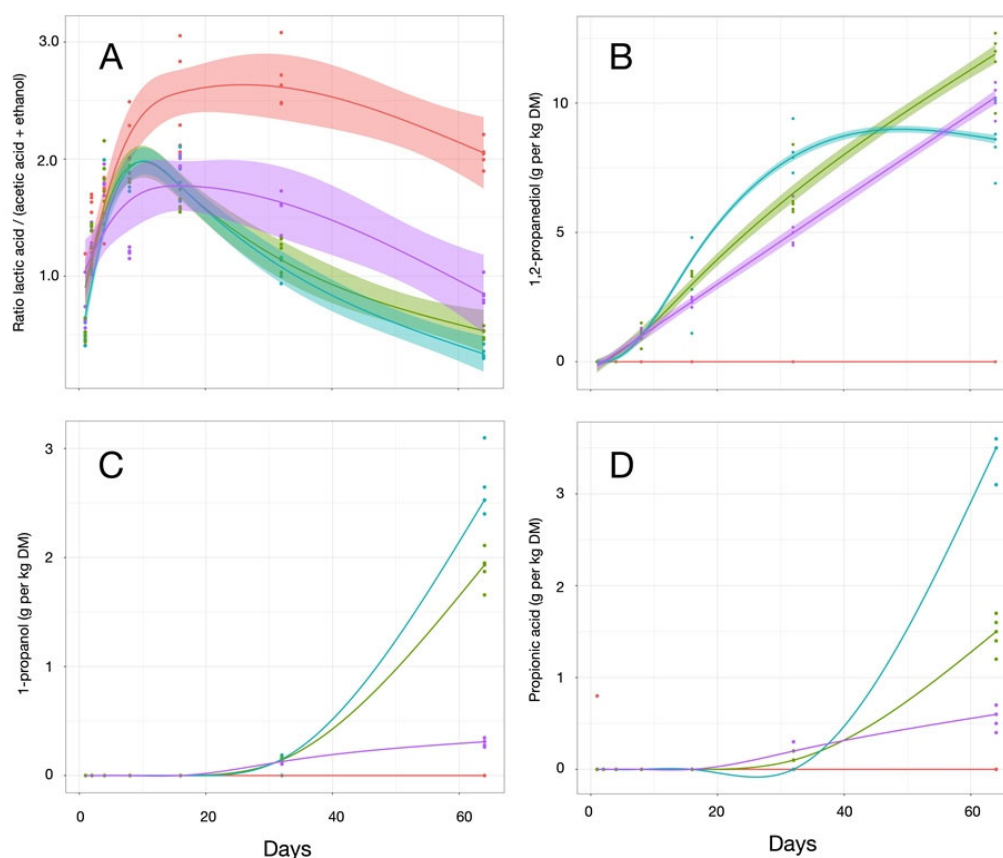 A
3.0
2.0
1.0
Ratio lactic acid / (acetic acid + ethanol)
B
10
5
0
1,2-propanediol (g per kg DM)
C
3
2
1
0
1-propanol (g per kg DM)
0
20
40
60
Days
D
3
2
1
0
Propionic acid (g per kg DM)
0
20
40
60
Days